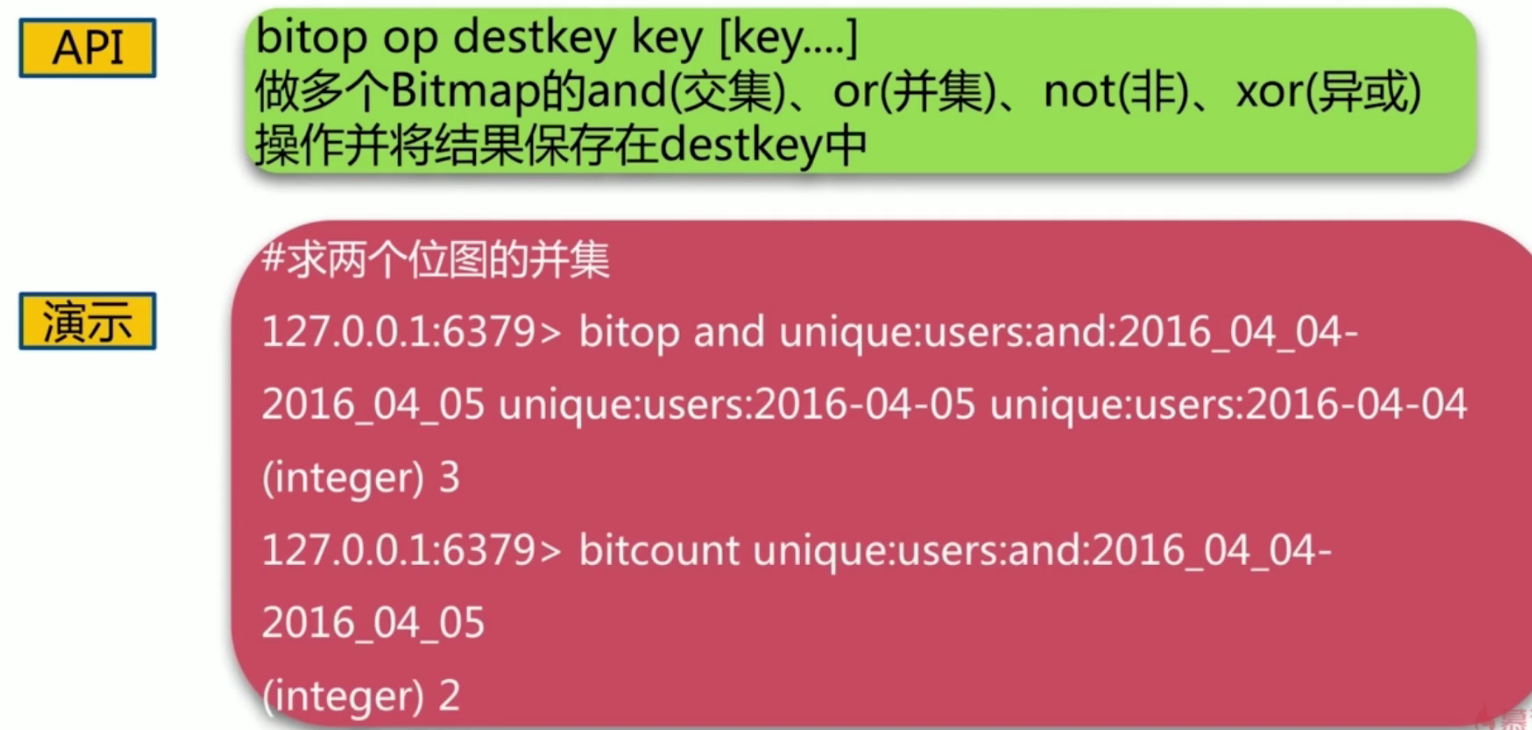 API
bitop op destkey key [key....]
做多个Bitmap的and(交集)、or(并集)、not(非)、xor(异或)
操作并将结果保存在destkey中
演示
#求两个位图的并集
127.0.0.1:6379> bitop and unique:users:and:2016_04_04-
2016_04_05 unique:users:2016-04-05 unique:users:2016-04-04
(integer) 3
127.0.0.1:6379> bitcount unique:users:and:2016_04_04-
2016_04_05
(integer) 2